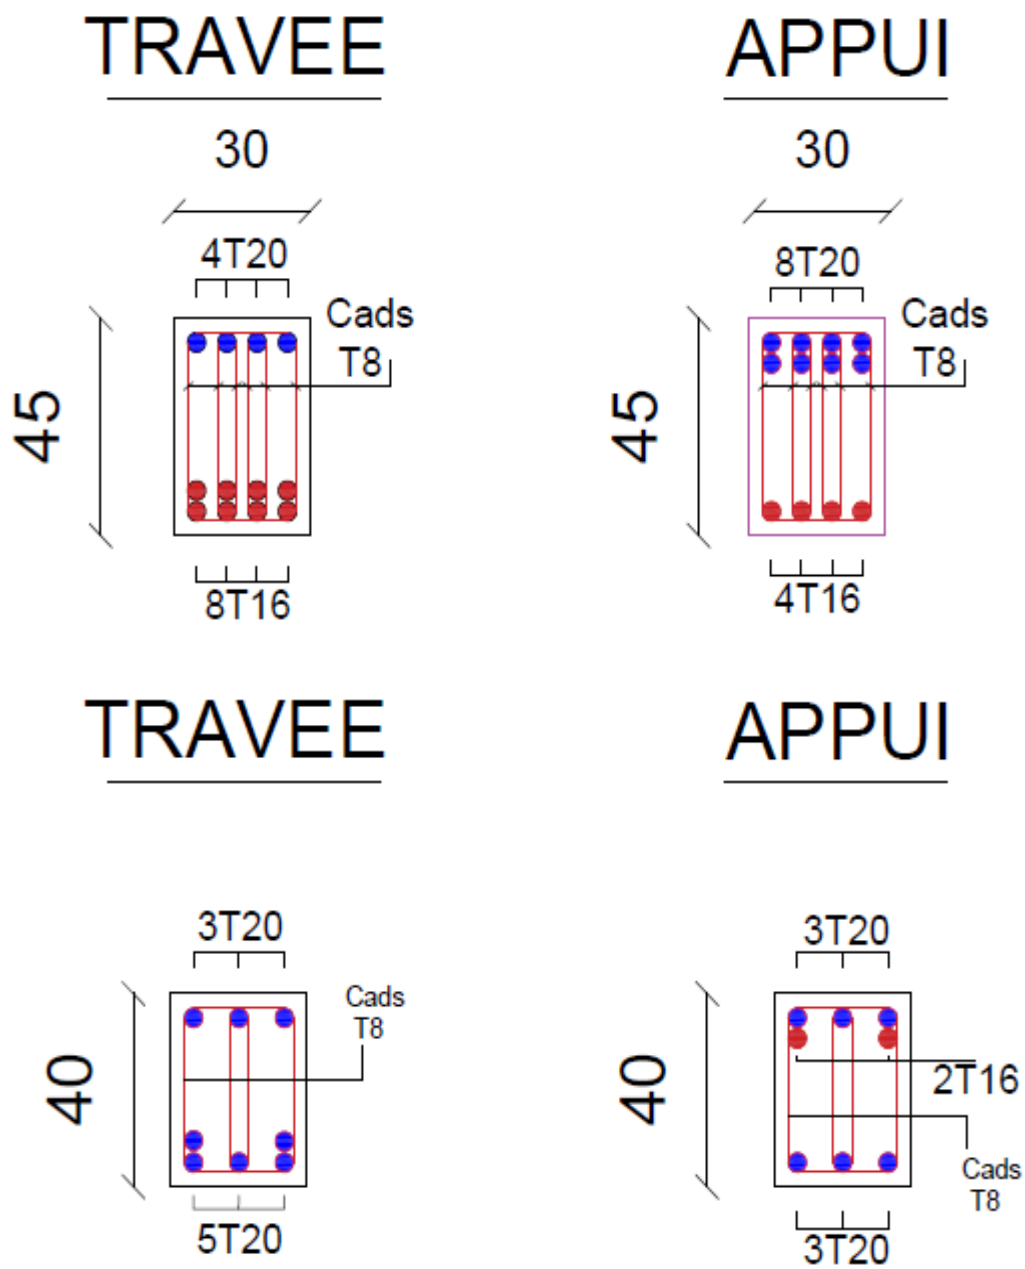 TRAVEE
30
4T20
Cads
T8
45
8T16
APPUI
30
8T20
Cads
T8
45
4T16
TRAVEE
3T20
Cads
T8
40
5T20
APPUI
3T20
40
2T16
Cads
T8
3T20